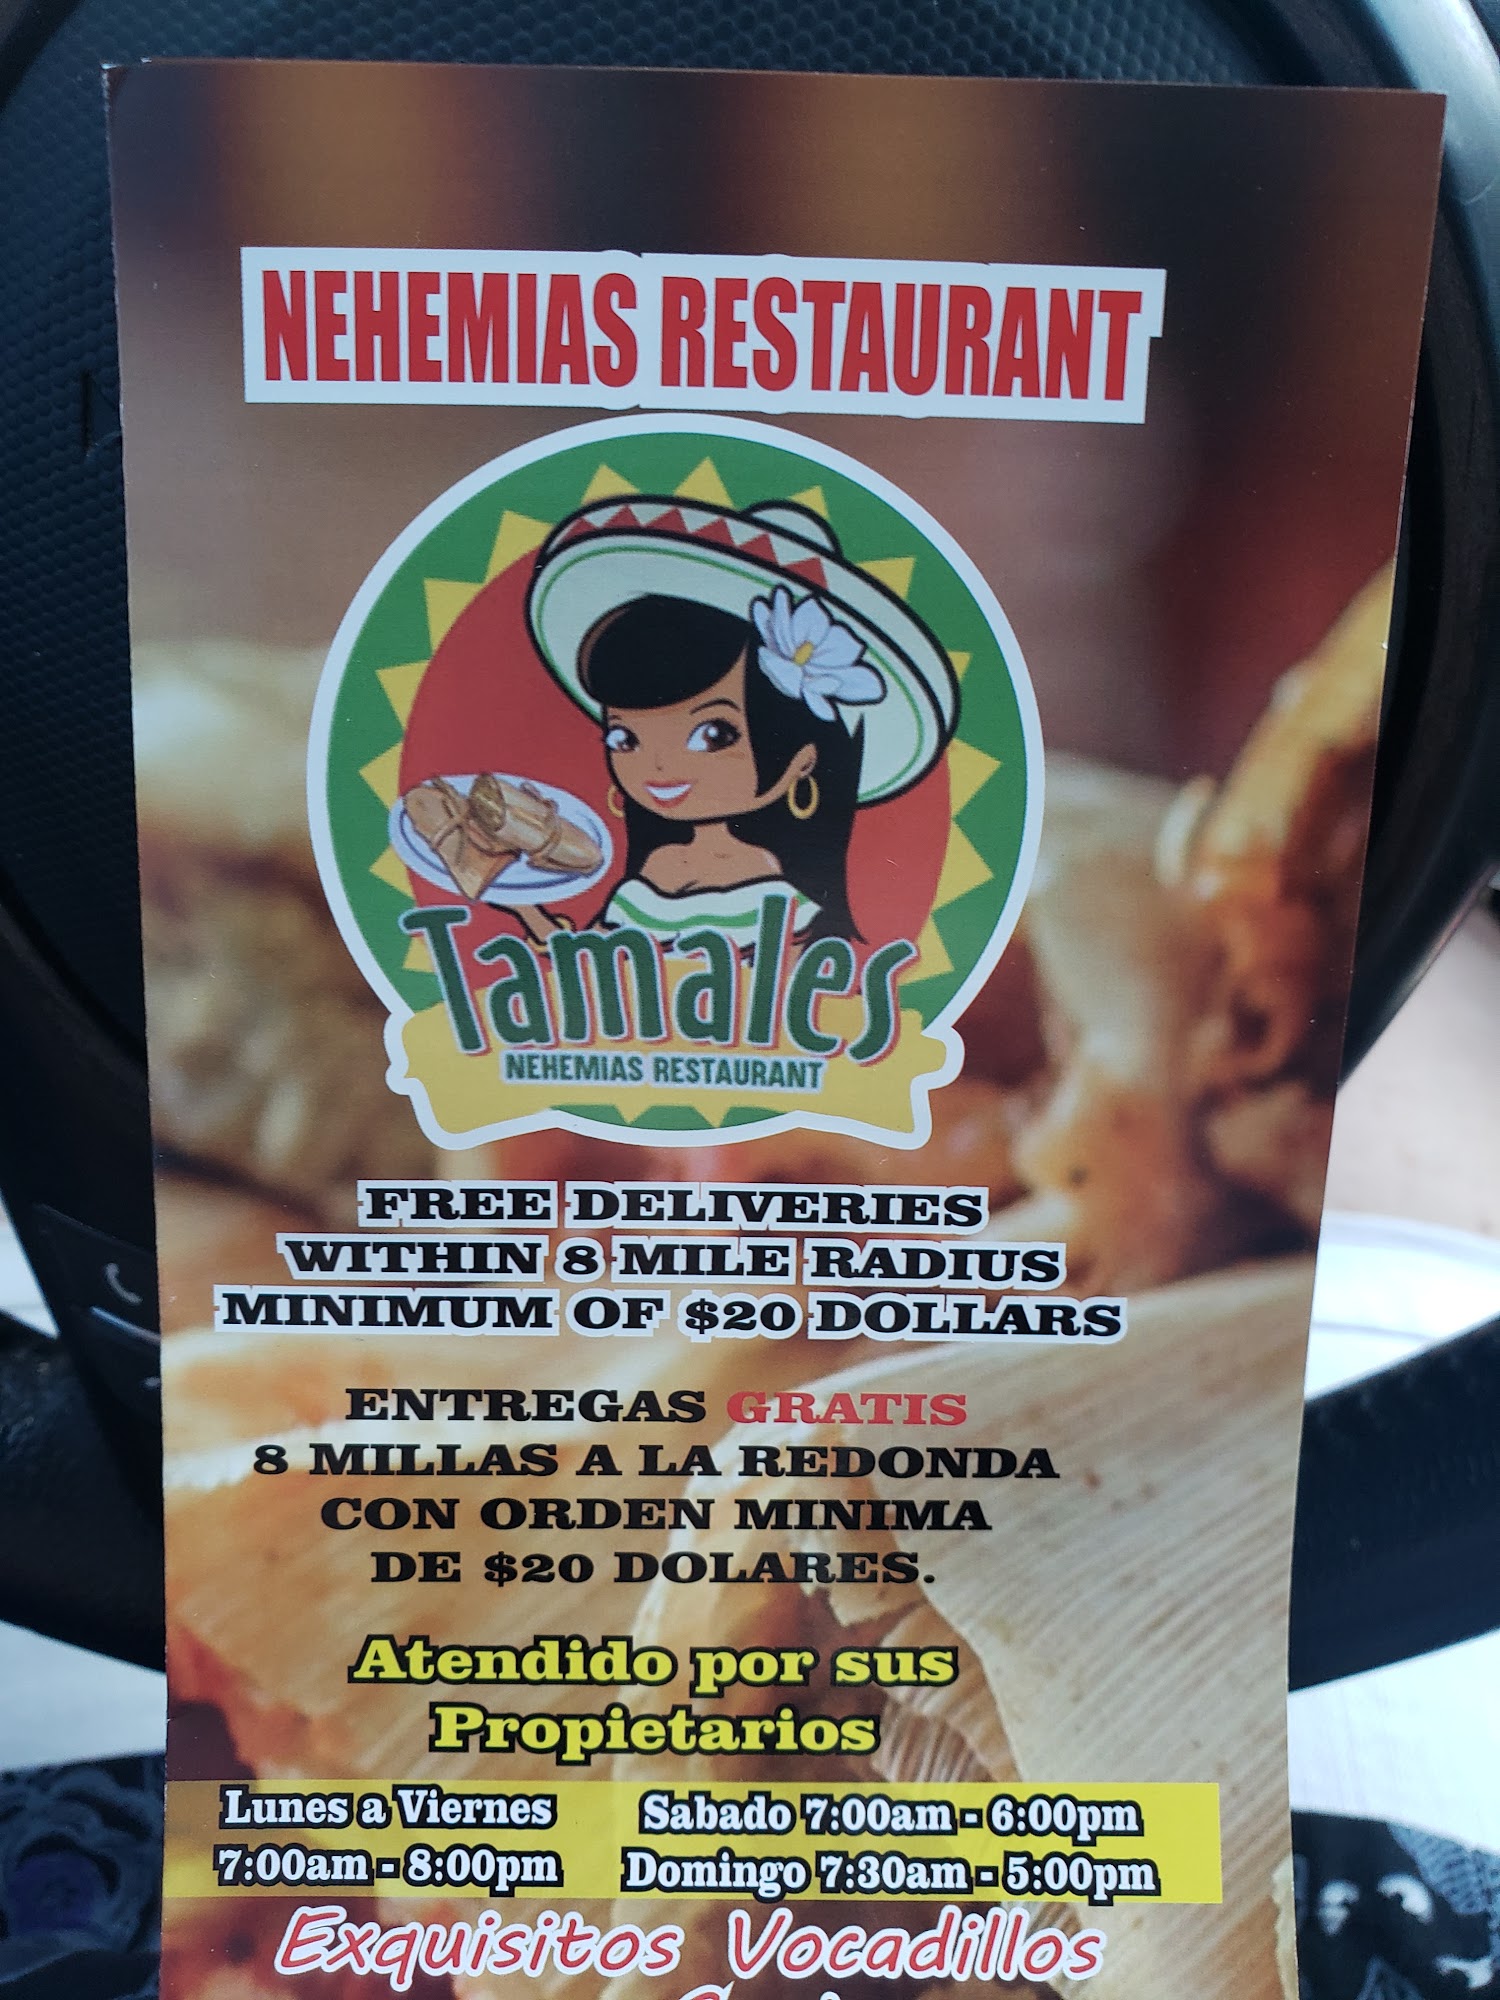 NEHEMIAS RESTAURANT
Tamales
NEHEMIAS RESTAURANT
FREE DELIVERIES
WITHIN 8 MILE RADIUS
MINIMUM OF $20 DOLLARS
ENTREGAS GRATIS
8 MILLAS A LA REDONDA
CON ORDEN MINIMA
DE $20 DOLARES.
Atendido por sus
Propietarios
Lunes a Viernes
7:00am - 8:00pm
Sabado 7:00am - 6:00pm
Domingo 7:30am - 5:00pm
Exquisitos Vocadillos